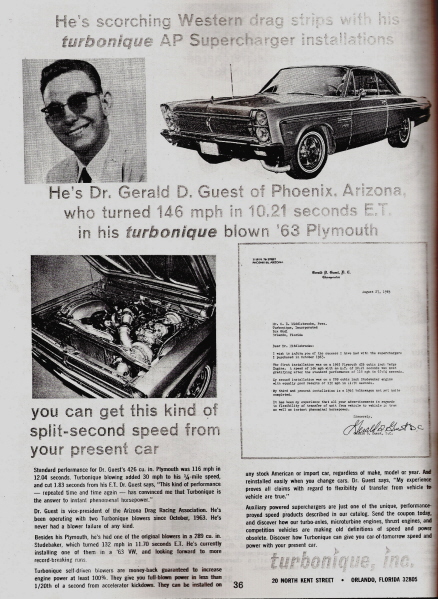 He's scorching Western drag strips with his
turbonique AP Supercharger installations
He's Dr. Gerald D. Guest of Phoenix, Arizona,
who turned 146 mph in 10.21 seconds E.T.
in his turbonique blown '63 Plymouth
August 27, 1965
Dear Mr. Middlebrooks,
Sincerely,
you can get this kind of
split-second speed from
your present car
Standard performance for Dr. Guest's 426 cu. in. Plymouth was 116 mph in
12.04 seconds. Turbonique blowing added 30 mph to his ¼-mile speed,
and cut 1.83 seconds from his E.T. Dr. Guest says, "This kind of performance
— repeated time and time again — has convinced me that Turbonique is
the answer to instant phenomenal horsepower."
Dr. Guest is vice-president of the Arizona Drag Racing Association. He's
been operating with two Turbonique blowers since October, 1963. He's
never had a blower failure of any kind.
Besides his Plymouth, he's had one of the original blowers in a 289 cu. in.
Studebaker, which turned 132 mph in 11.70 seconds E.T. He's currently
installing one of them in a '63 VW, and looking forward to more
record-breaking runs.
Turbonique self-driven blowers are money-back guaranteed to increase
engine power at least 100%. They give you full-blown power in less than
1/20th of a second from accelerator kickdown. They can be installed on
any stock American or import car, regardless of make, model or year. And
reinstalled easily when you change cars. Dr. Guest says, "My experience
proves all claims with regard to flexibility of transfer from vehicle to
vehicle are true."
Auxiliary powered superchargers are just one of the unique, performance-
proved speed products described in our catalog. Send the coupon today,
and discover how our turbo-axles, microturbine engines, thrust engines, and
competition vehicles are making old definitions of speed and power
obsolete. Discover how Turbonique can give you car-of-tomorrow speed and
power with your present car.
turbonique, inc.
36
20 NORTH KENT STREET • ORLANDO, FLORIDA 32805